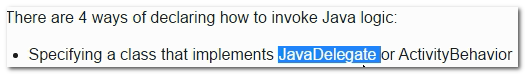 There are 4 ways of declaring how to invoke Java logic:
• Specifying a class that implements JavaDelegate or ActivityBehavior